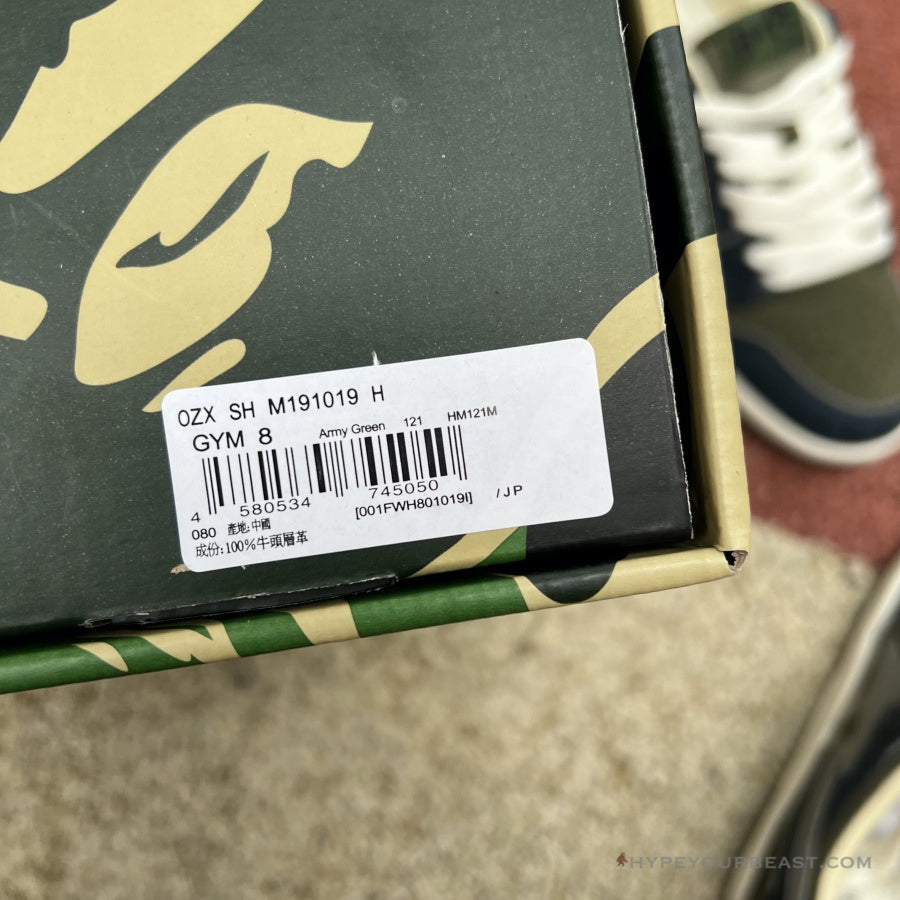 OZX SH M191019 H
GYM 8 Army Green 121 HM121M
4 580534 745050
[001FWH801019I] /JP
080 產地:中國
成份:100%牛頭層革
HYPEYOURBEAST.COM